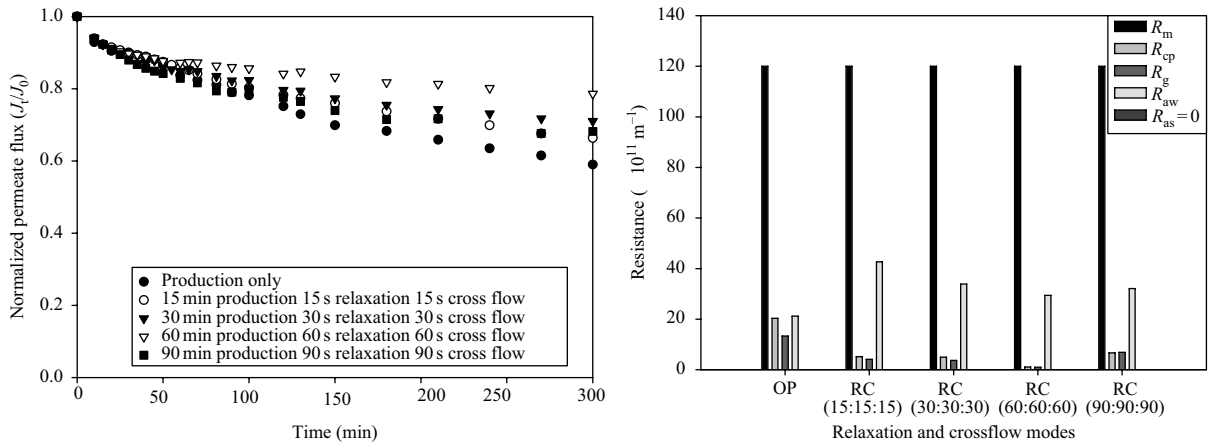 Normalized permeate flux (Jt/J0)
1.0
0.8
0.6
0.4
0.2
0.0
0
50
100
150
200
250
300
Time (min)
Production only
15 min production 15 s relaxation 15 s cross flow
30 min production 30 s relaxation 30 s cross flow
60 min production 60 s relaxation 60 s cross flow
90 min production 90 s relaxation 90 s cross flow
Resistance ( 10¹¹ m⁻¹)
140
120
100
80
60
40
20
0
Rm
Rcp
Rg
Raw
Ras = 0
OP
RC
(15:15:15)
RC
(30:30:30)
RC
(60:60:60)
RC
(90:90:90)
Relaxation and crossflow modes